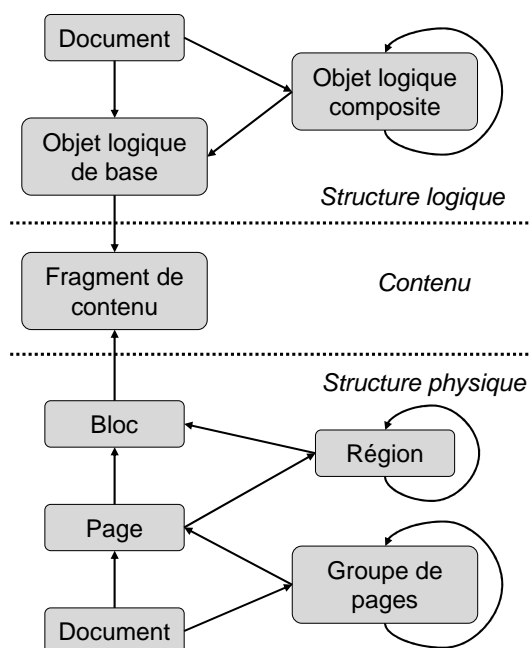 Document
Objet logique
composite
Objet logique
de base
Structure logique
Fragment de
contenu
Contenu
Structure physique
Bloc
Région
Page
Groupe de
pages
Document